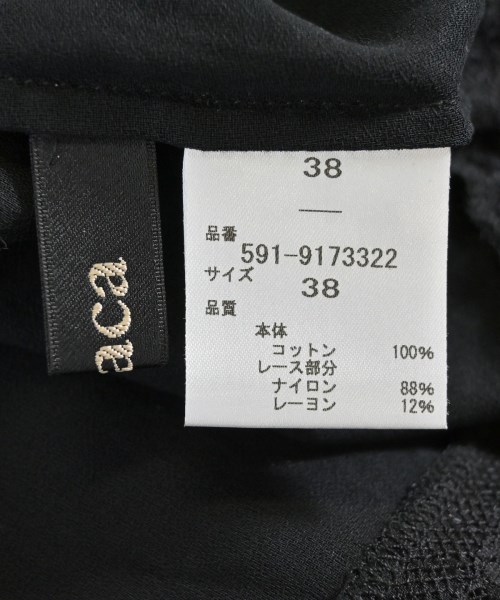 aca
38
品番
591-9173322
サイズ
38
品質
本体
コットン 100%
レース部分
ナイロン 88%
レーヨン 12%